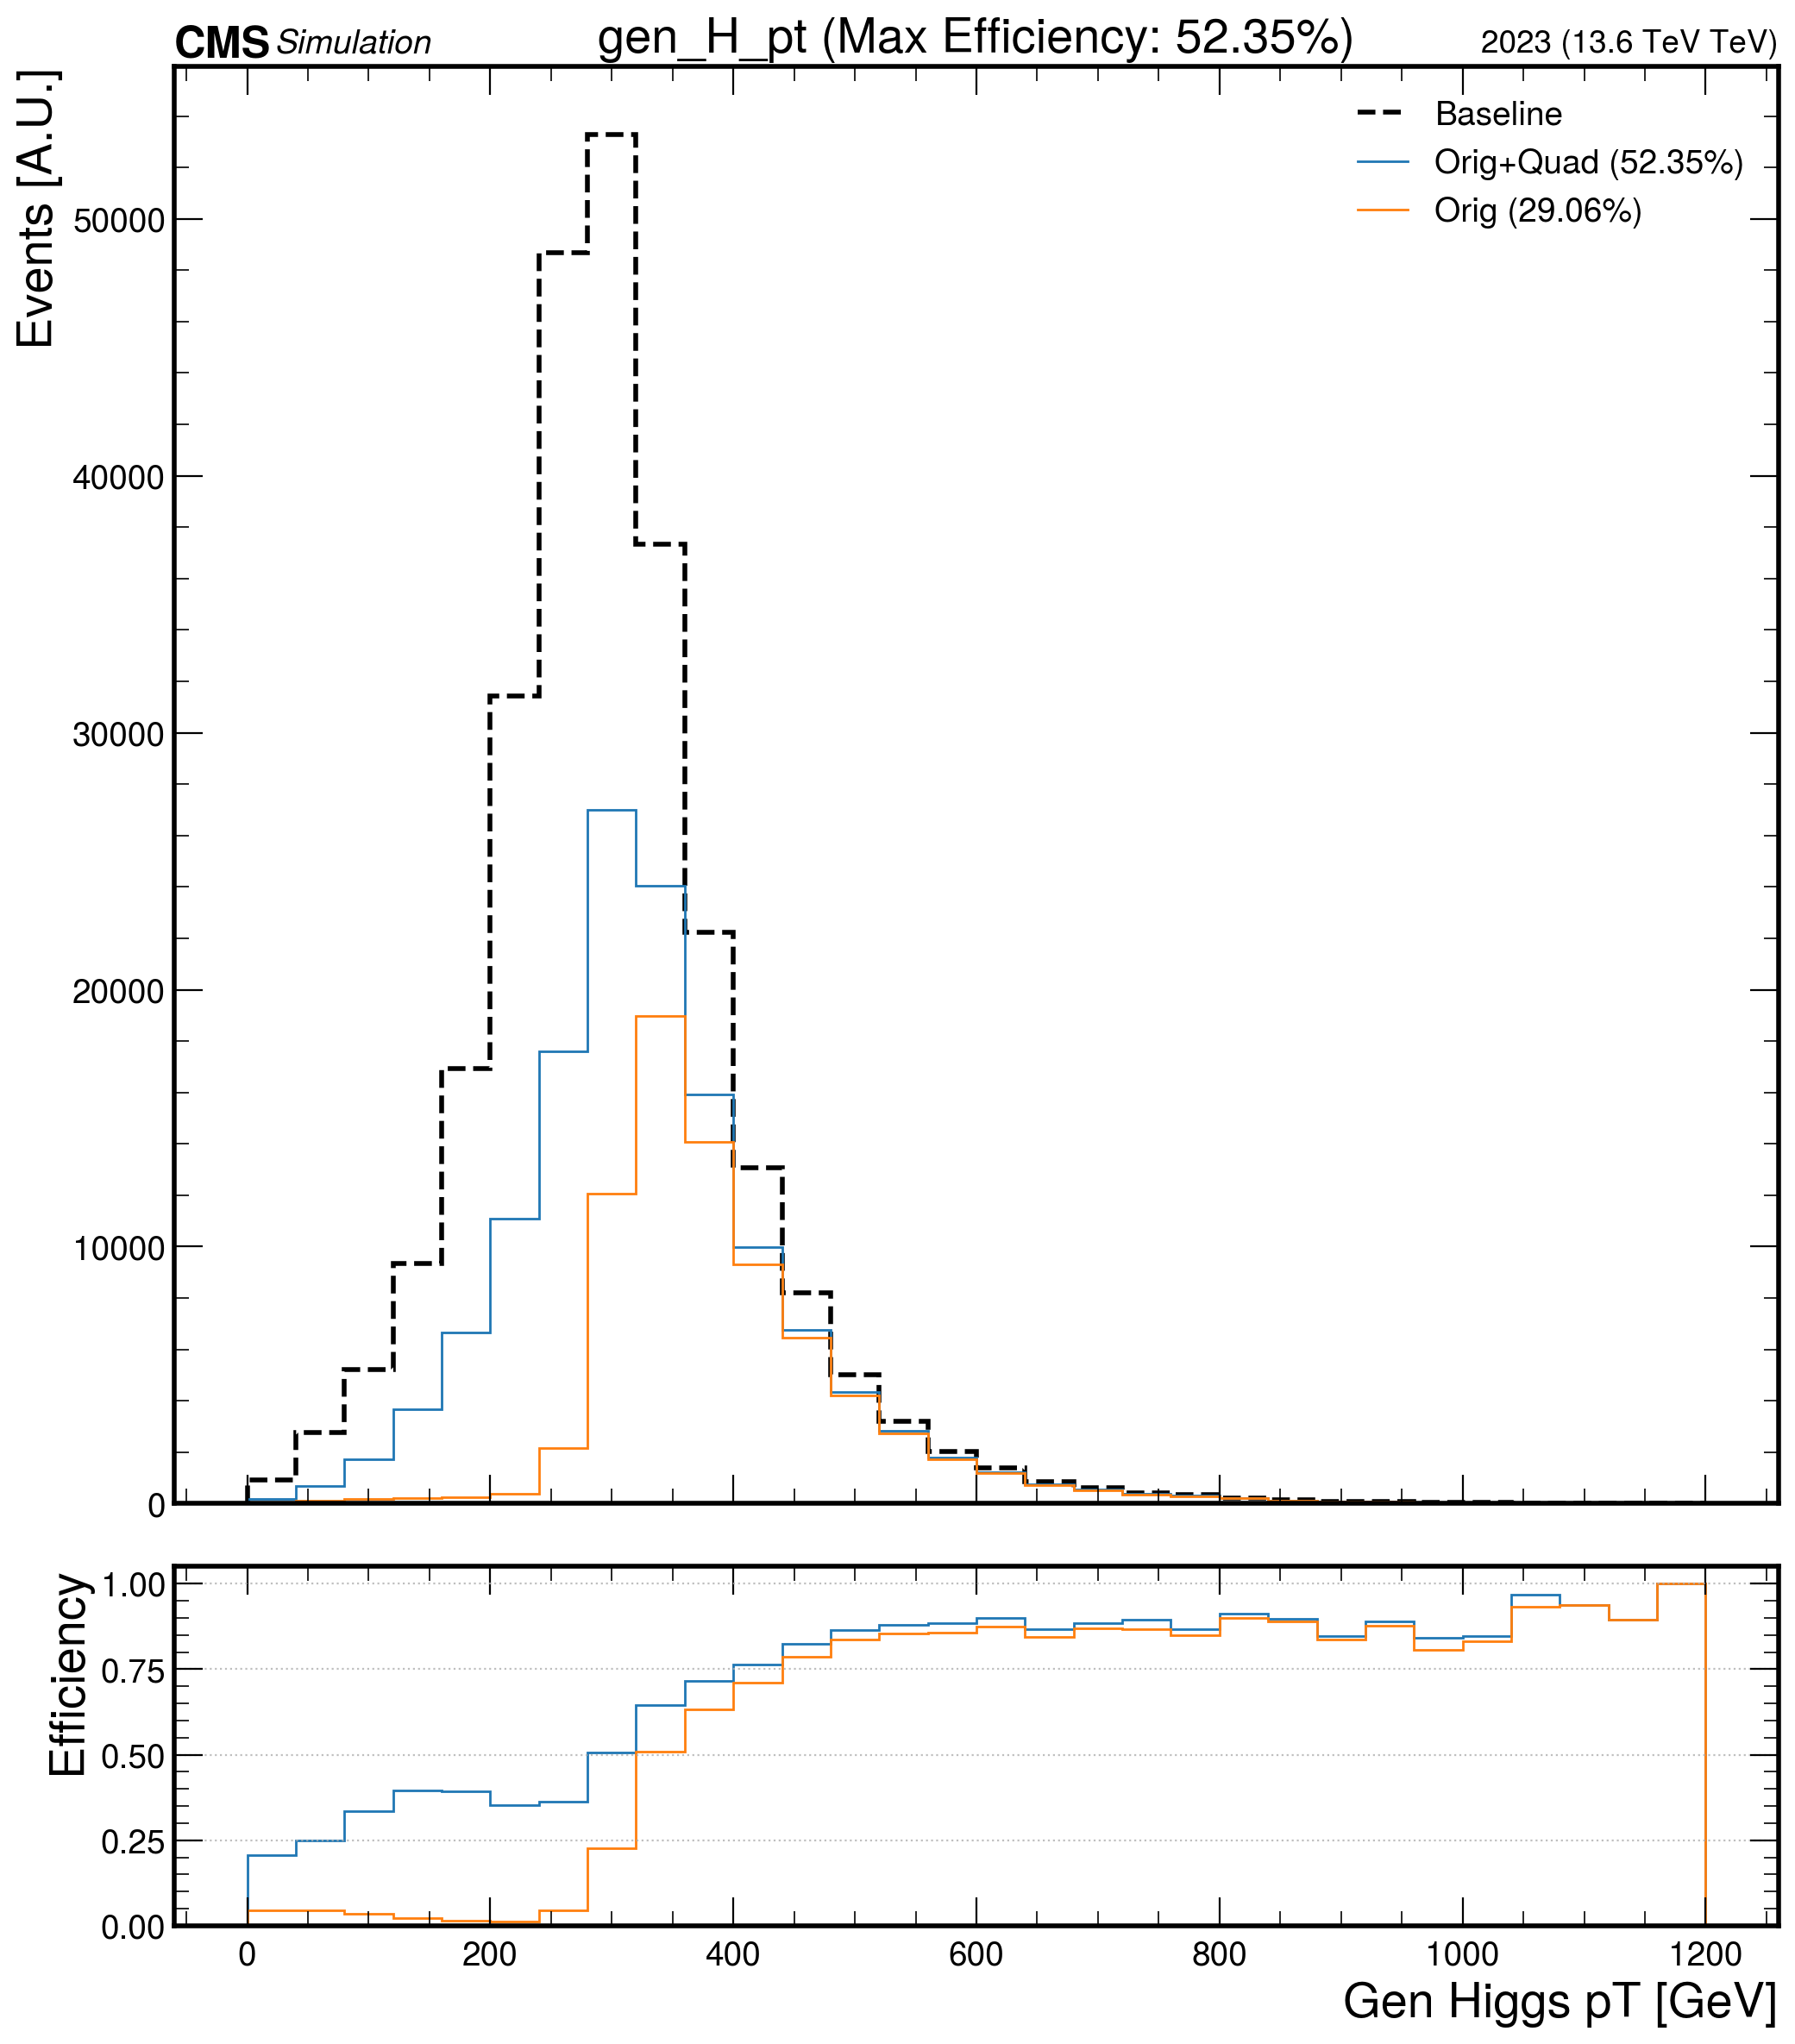 CMS Simulation gen_H_pt (Max Efficiency: 52.35%) 2023 (13.6 TeV TeV)
Events [A.U.]
Baseline
Orig+Quad (52.35%)
Orig (29.06%)
50000
40000
30000
20000
10000
0
Efficiency
1.00
0.75
0.50
0.25
0.00
0 200 400 600 800 1000 1200
Gen Higgs pT [GeV]